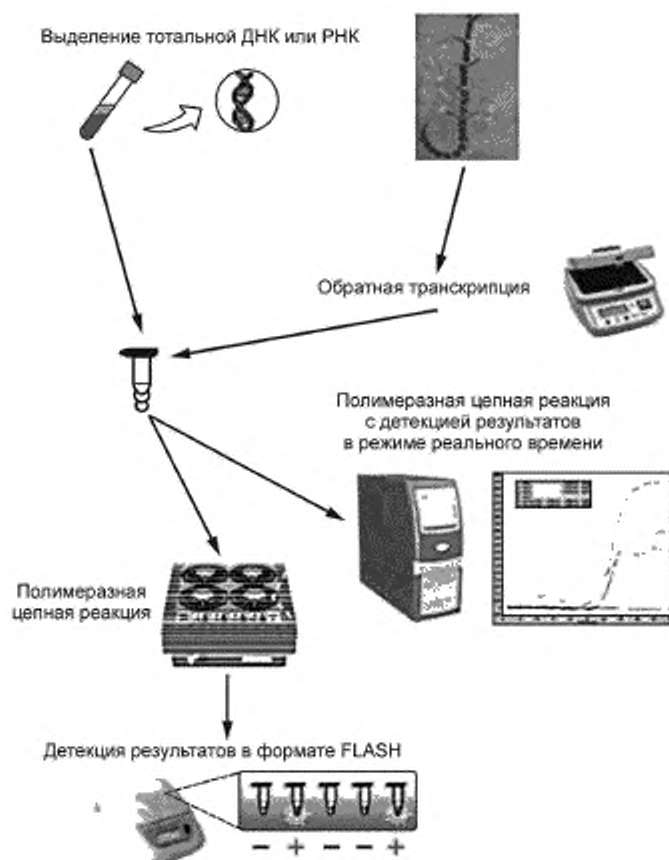 Выделение тотальной ДНК или РНК
Обратная транскрипция
Полимеразная цепная реакция
с детекцией результатов
в режиме реального времени
Полимеразная
цепная реакция
Детекция результатов в формате FLASH
− + − − +